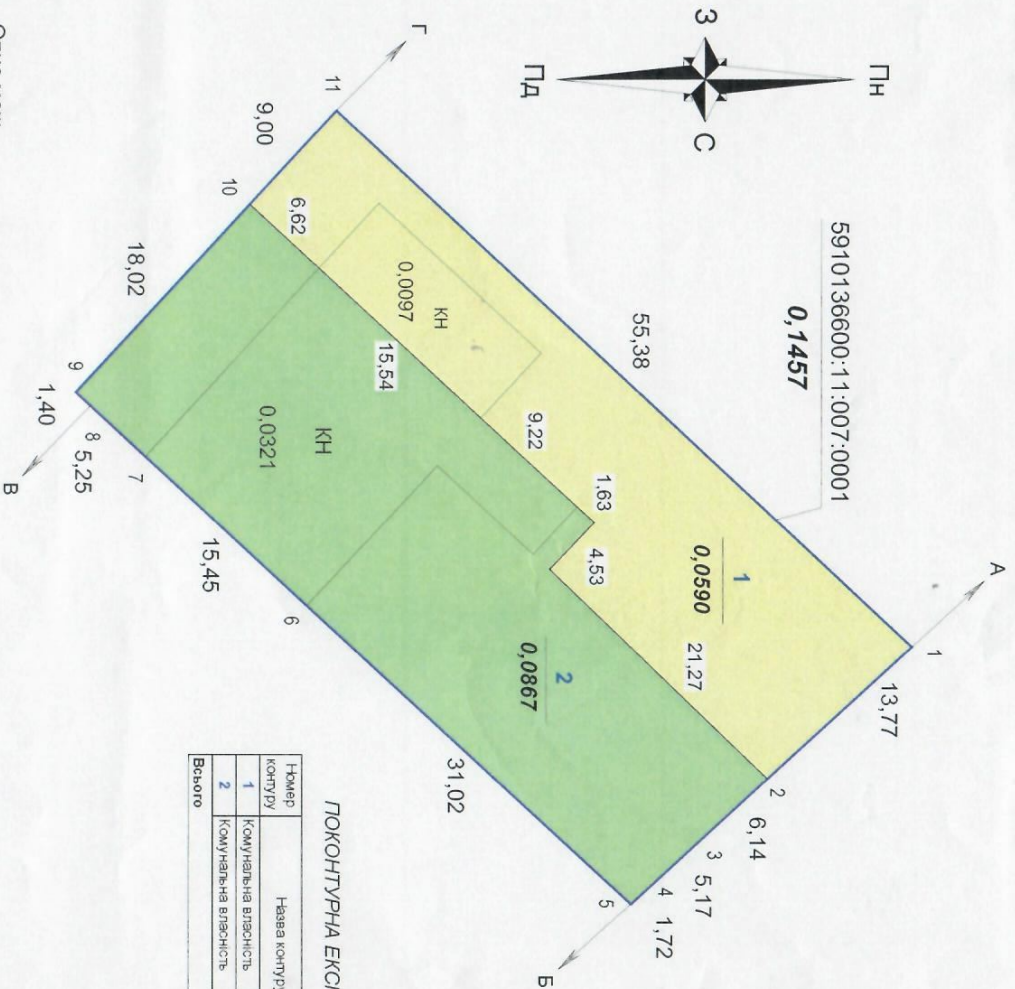 Пн
З
С
Пд
5910136600:11:007:0001
0,1457
А
Г
В
Б
1
2
3
4
5
6
7
8
9
10
11
13,77
6,14
5,17
1,72
31,02
15,45
5,25
1,40
18,02
9,00
55,38
6,62
15,54
9,22
1,63
4,53
21,27
1
0,0590
2
0,0867
КН
0,0097
КН
0,0321
ПОКОНТУРНА
Номер контуру
Назва контуру
1 Комунальна власність
2 Комунальна власність
Всього